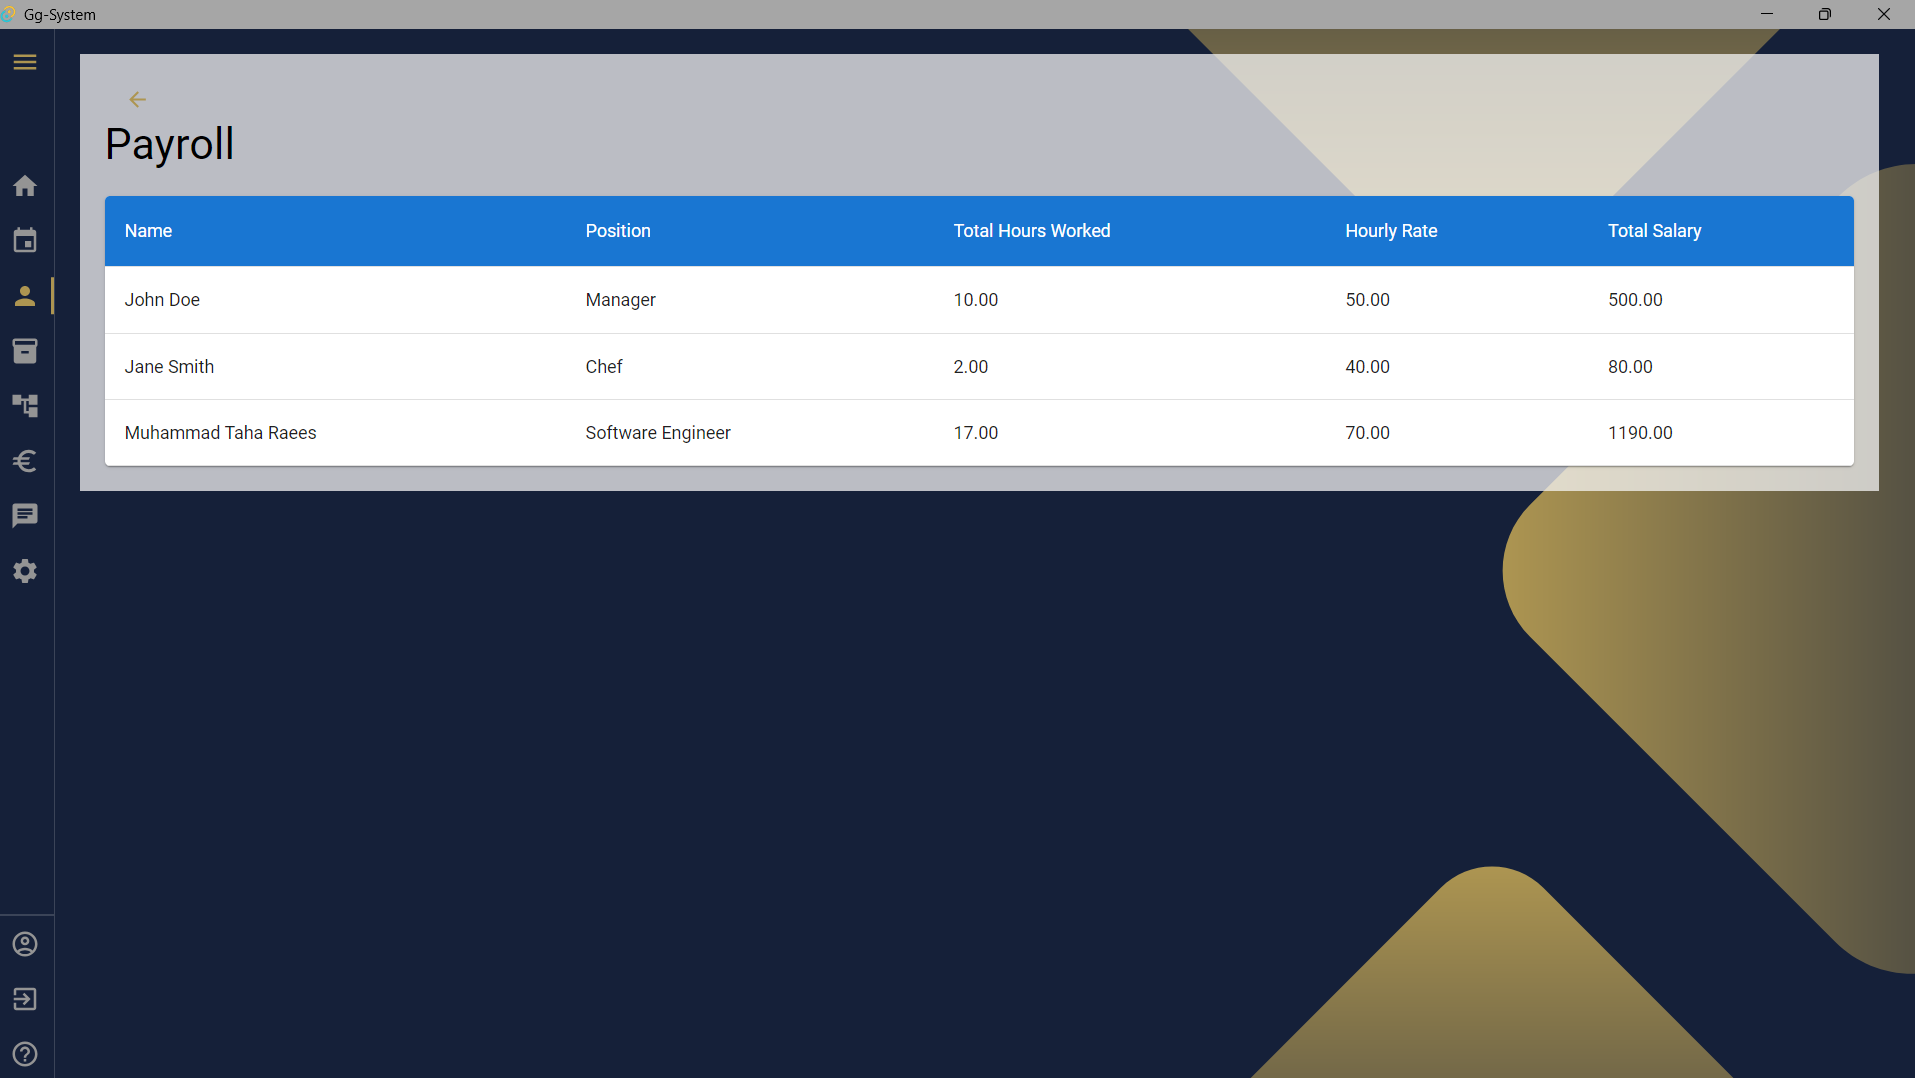 Gg-System
Payroll
Name Position Total Hours Worked Hourly Rate Total Salary
John Doe Manager 10.00 50.00 500.00
Jane Smith Chef 2.00 40.00 80.00
Muhammad Taha Raees Software Engineer 17.00 70.00 1190.00